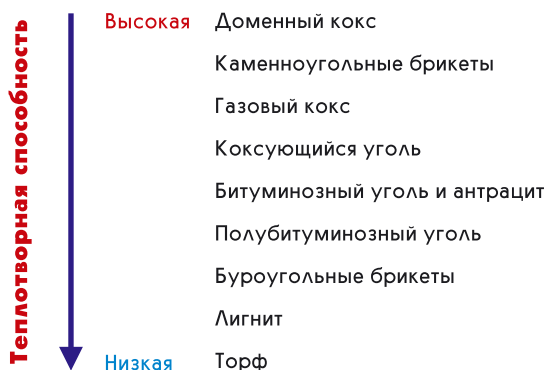 Теплотворная способность
Высокая
Доменный кокс
Каменноугольные брикеты
Газовый кокс
Коксующийся уголь
Битуминозный уголь и антрацит
Полубитуминозный уголь
Буроугольные брикеты
Лигнит
Низкая
Торф